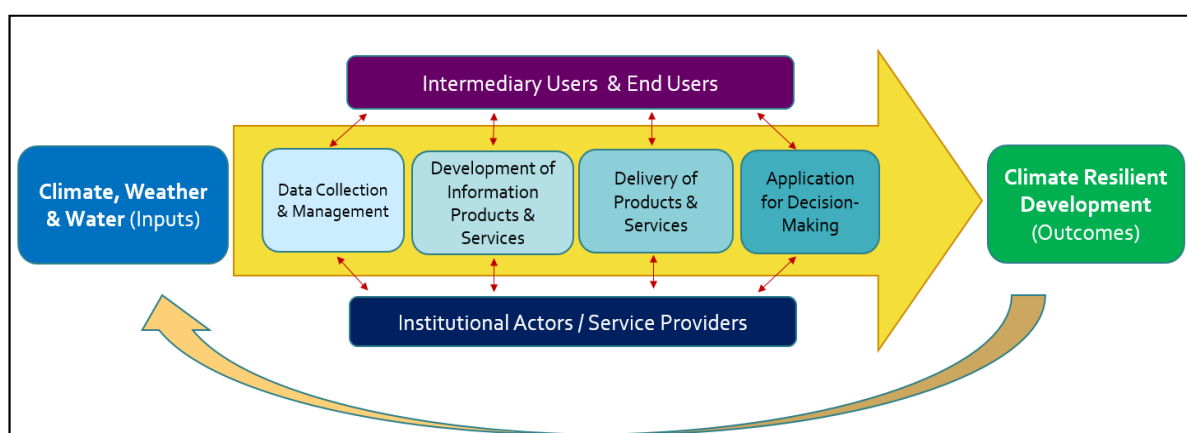 Intermediary Users & End Users
Climate, Weather
& Water (Inputs)
Data Collection
& Management
Development of
Information
Products &
Services
Delivery of
Products &
Services
Application
for Decision-
Making
Climate Resilient
Development
(Outcomes)
Institutional Actors / Service Providers